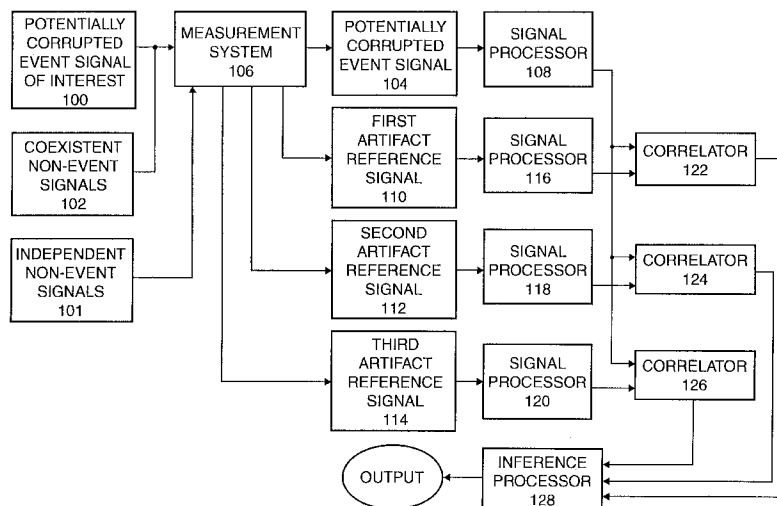 POTENTIALLY
CORRUPTED
EVENT SIGNAL
OF INTEREST
100
MEASUREMENT
SYSTEM
106
POTENTIALLY
CORRUPTED
EVENT SIGNAL
104
SIGNAL
PROCESSOR
108
COEXISTENT
NON-EVENT
SIGNALS
102
FIRST
ARTIFACT
REFERENCE
SIGNAL
110
SIGNAL
PROCESSOR
116
CORRELATOR
122
INDEPENDENT
NON-EVENT
SIGNALS
101
SECOND
ARTIFACT
REFERENCE
SIGNAL
112
SIGNAL
PROCESSOR
118
CORRELATOR
124
THIRD
ARTIFACT
REFERENCE
SIGNAL
114
SIGNAL
PROCESSOR
120
CORRELATOR
126
OUTPUT
INFERENCE
PROCESSOR
128